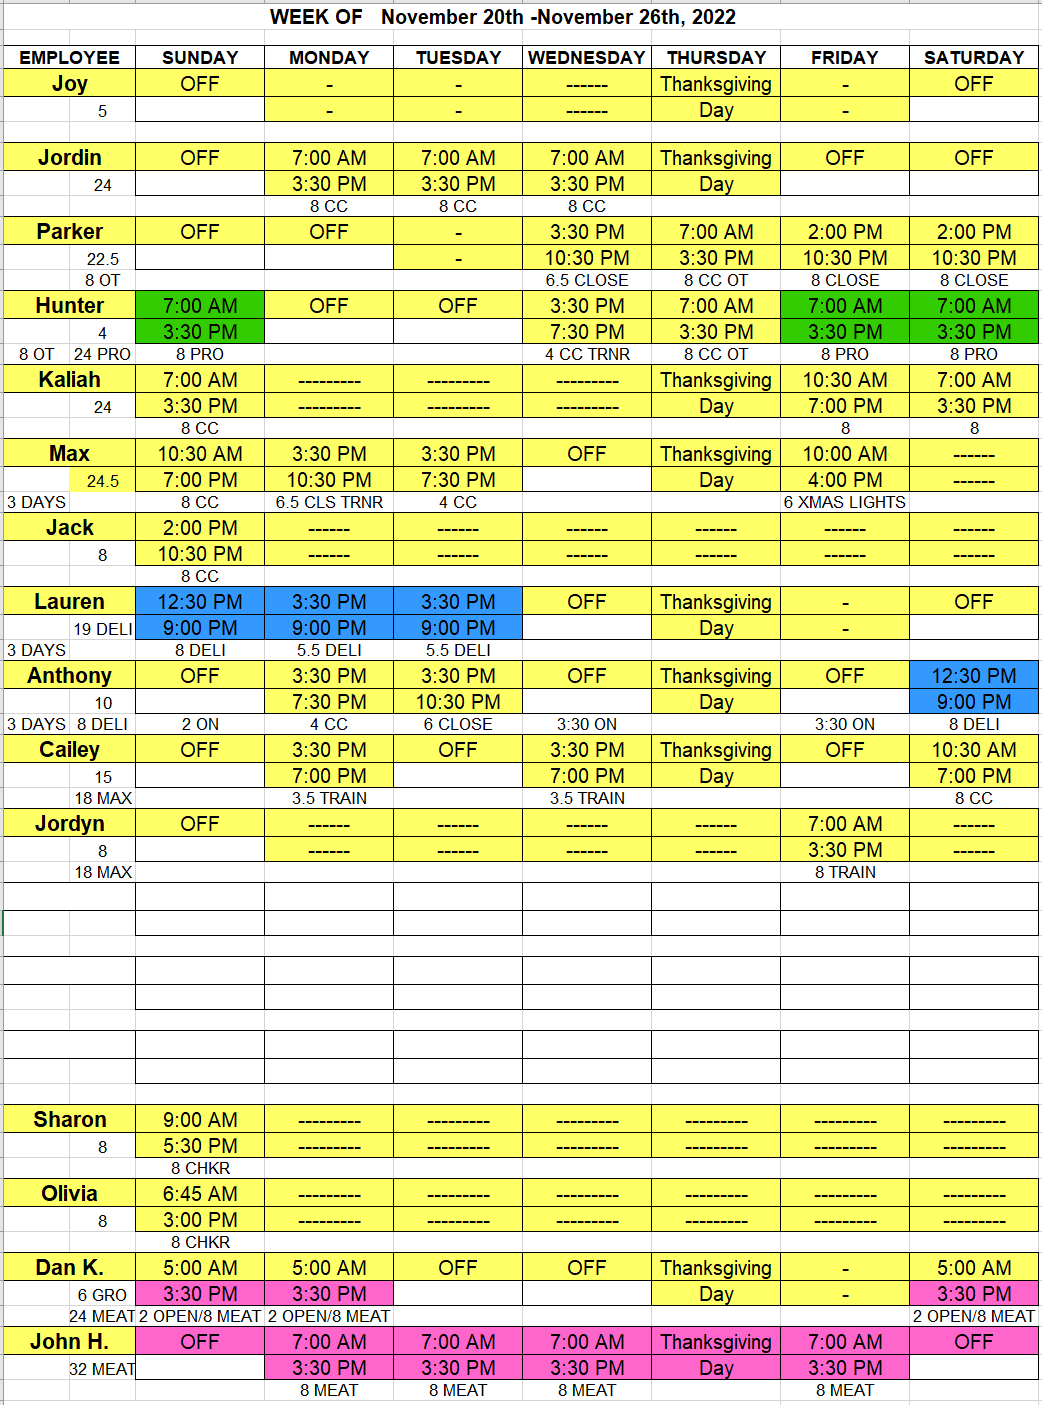 WEEK OF November 20th -November 26th, 2022
EMPLOYEE SUNDAY MONDAY TUESDAY WEDNESDAY THURSDAY FRIDAY SATURDAY
Joy OFF - - ------ Thanksgiving - OFF
5 - - ------ Day -
Jordin OFF 7:00 AM 7:00 AM 7:00 AM Thanksgiving OFF OFF
24 3:30 PM 3:30 PM 3:30 PM Day
8 CC 8 CC 8 CC
Parker OFF OFF - 3:30 PM 7:00 AM 2:00 PM 2:00 PM
22.5 - 10:30 PM 3:30 PM 10:30 PM 10:30 PM
8 OT 6.5 CLOSE 8 CC OT 8 CLOSE 8 CLOSE
Hunter 7:00 AM OFF OFF 3:30 PM 7:00 AM 7:00 AM 7:00 AM
4 3:30 PM 7:30 PM 3:30 PM 3:30 PM 3:30 PM
8 OT 24 PRO 8 PRO 4 CC TRNR 8 CC OT 8 PRO 8 PRO
Kaliah 7:00 AM --------- --------- --------- Thanksgiving 10:30 AM 7:00 AM
24 3:30 PM --------- --------- --------- Day 7:00 PM 3:30 PM
8 CC 8 8
Max 10:30 AM 3:30 PM 3:30 PM OFF Thanksgiving 10:00 AM ------
24.5 7:00 PM 10:30 PM 7:30 PM Day 4:00 PM ------
3 DAYS 8 CC 6.5 CLS TRNR 4 CC 6 XMAS LIGHTS
Jack 2:00 PM ------ ------ ------ ------ ------ ------
8 10:30 PM ------ ------ ------ ------ ------ ------
8 CC
Lauren 12:30 PM 3:30 PM 3:30 PM OFF Thanksgiving - OFF
19 DELI 9:00 PM 9:00 PM 9:00 PM Day -
3 DAYS 8 DELI 5.5 DELI 5.5 DELI
Anthony OFF 3:30 PM 3:30 PM OFF Thanksgiving OFF 12:30 PM
10 7:30 PM 10:30 PM Day 9:00 PM
3 DAYS 8 DELI 2 ON 4 CC 6 CLOSE 3:30 ON 3:30 ON 8 DELI
Cailey OFF 3:30 PM OFF 3:30 PM Thanksgiving OFF 10:30 AM
15 7:00 PM 7:00 PM Day 7:00 PM
18 MAX 3.5 TRAIN 3.5 TRAIN 8 CC
Jordyn OFF ------ ------ ------ ------ 7:00 AM ------
8 ------ ------ ------ ------ 3:30 PM ------
18 MAX 8 TRAIN
Sharon 9:00 AM --------- --------- --------- --------- --------- ---------
8 5:30 PM --------- --------- --------- --------- --------- ---------
8 CHKR
Olivia 6:45 AM --------- --------- --------- --------- --------- ---------
8 3:00 PM --------- --------- --------- --------- --------- ---------
8 CHKR
Dan K. 5:00 AM 5:00 AM OFF OFF Thanksgiving - 5:00 AM
6 GRO 3:30 PM 3:30 PM Day - 3:30 PM
24 MEAT 2 OPEN/8 MEAT 2 OPEN/8 MEAT 2 OPEN/8 MEAT
John H. OFF 7:00 AM 7:00 AM 7:00 AM Thanksgiving 7:00 AM OFF
32 MEAT 3:30 PM 3:30 PM 3:30 PM Day 3:30 PM
8 MEAT 8 MEAT 8 MEAT 8 MEAT